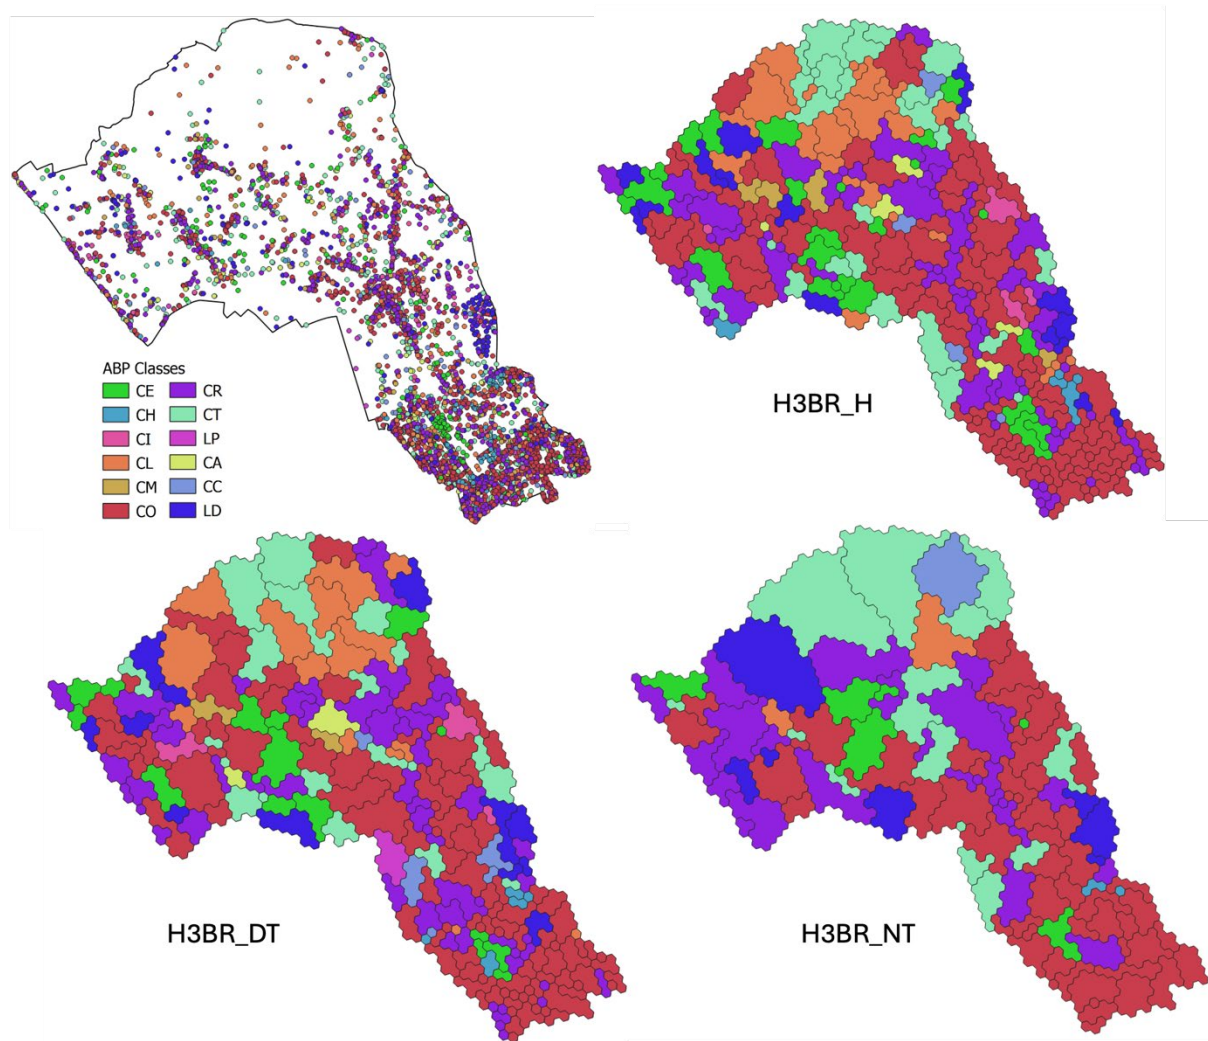 ABP Classes
CE CR
CH CT
CI LP
CL CA
CM CC
CO LD
H3BR_H
H3BR_DT
H3BR_NT